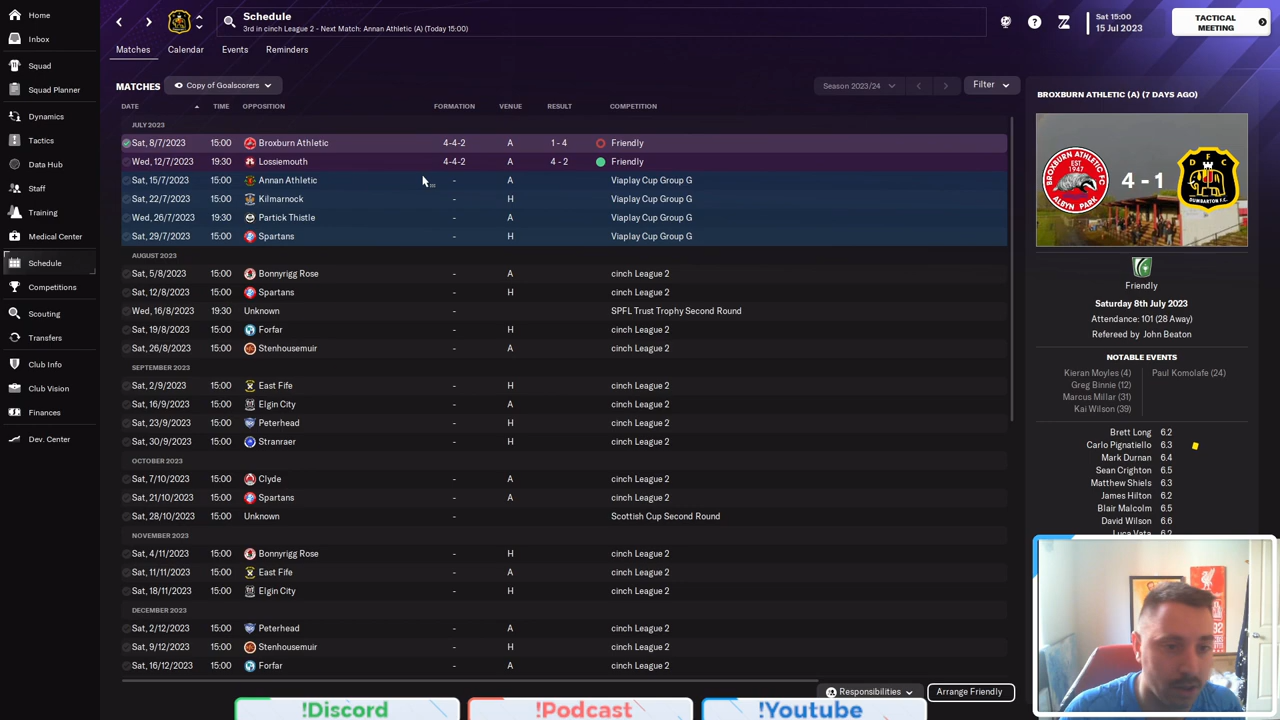 Home
Inbox
Squad
Squad Planner
Dynamics
Tactics
Data Hub
Staff
Training
Medical Center
Schedule
Competitions
Scouting
Transfers
Club Info
Club Vision
Finances
Dev. Center
Schedule
3rd in cinch League 2 - Next Match: Annan Athletic (A) (Today 15:00)
Sat 15:00
15 Jul 2023
TACTICAL
MEETING
Matches Calendar Events Reminders
MATCHES Copy of Goalscorers Season 2023/24 Filter
DATE TIME OPPOSITION FORMATION VENUE RESULT COMPETITION
JULY 2023
Sat, 8/7/2023 15:00 Broxburn Athletic 4-4-2 A 1 - 4 Friendly
Wed, 12/7/2023 19:30 Lossiemouth 4-4-2 A 4 - 2 Friendly
Sat, 15/7/2023 15:00 Annan Athletic - A Viaplay Cup Group G
Sat, 22/7/2023 15:00 Kilmarnock - H Viaplay Cup Group G
Wed, 26/7/2023 19:30 Partick Thistle - A Viaplay Cup Group G
Sat, 29/7/2023 15:00 Spartans - H Viaplay Cup Group G
AUGUST 2023
Sat, 5/8/2023 15:00 Bonnyrigg Rose - A cinch League 2
Sat, 12/8/2023 15:00 Spartans - H cinch League 2
Wed, 16/8/2023 19:30 Unknown - SPFL Trust Trophy Second Round
Sat, 19/8/2023 15:00 Forfar - H cinch League 2
Sat, 26/8/2023 15:00 Stenhousemuir - A cinch League 2
SEPTEMBER 2023
Sat, 2/9/2023 15:00 East Fife - H cinch League 2
Sat, 16/9/2023 15:00 Elgin City - A cinch League 2
Sat, 23/9/2023 15:00 Peterhead - H cinch League 2
Sat, 30/9/2023 15:00 Stranraer - H cinch League 2
OCTOBER 2023
Sat, 7/10/2023 15:00 Clyde - A cinch League 2
Sat, 21/10/2023 15:00 Spartans - A cinch League 2
Sat, 28/10/2023 15:00 Unknown - Scottish Cup Second Round
NOVEMBER 2023
Sat, 4/11/2023 15:00 Bonnyrigg Rose - H cinch League 2
Sat, 11/11/2023 15:00 East Fife - A cinch League 2
Sat, 18/11/2023 15:00 Elgin City - H cinch League 2
DECEMBER 2023
Sat, 2/12/2023 15:00 Peterhead - A cinch League 2
Sat, 9/12/2023 15:00 Stenhousemuir - H cinch League 2
Sat, 16/12/2023 15:00 Forfar - A cinch League 2
Responsibilities Arrange Friendly
BROXBURN ATHLETIC (A) (7 DAYS AGO)
BROXBURN ATHLETIC FC
EST
1947
ALBYN PARK
4 - 1
D F C
DUMBARTON F.C.
Friendly
Saturday 8th July 2023
Attendance: 101 (28 Away)
Refereed by John Beaton
NOTABLE EVENTS
Kieran Moyles (4) Paul Komolafe (24)
Greg Binnie (12)
Marcus Millar (31)
Kai Wilson (39)
Brett Long 6.2
Carlo Pignatiello 6.3
Mark Durnan 6.4
Sean Crighton 6.5
Matthew Shiels 6.3
James Hilton 6.2
Blair Malcolm 6.5
David Wilson 6.6
Luca Vata 6.2
!Discord !Podcast !Youtube